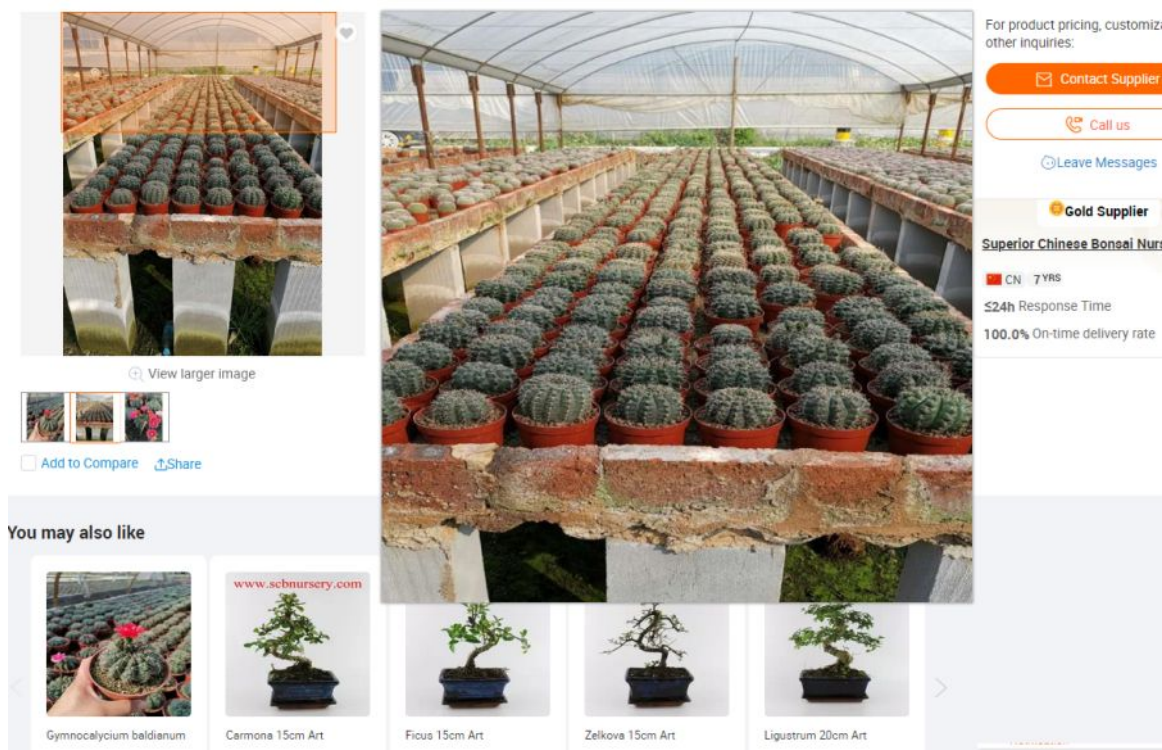 For product pricing, customiza
other inquiries:
Contact Supplier
Call us
Leave Messages
Gold Supplier
Superior Chinese Bonsai Nurs
CN 7 YRS
≤24h Response Time
100.0% On-time delivery rate
View larger image
Add to Compare Share
You may also like
www.scbnursery.com
Gymnocalycium baldianum
Carmona 15cm Art
Ficus 15cm Art
Zelkova 15cm Art
Ligustrum 20cm Art